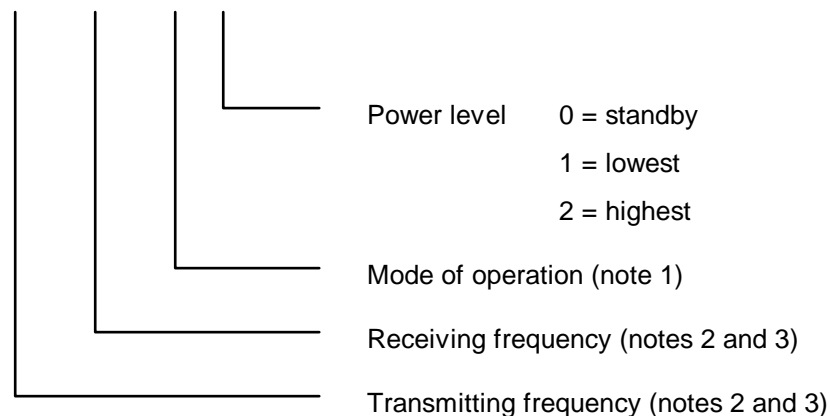 Power level 0 = standby
1 = lowest
2 = highest
Mode of operation (note 1)
Receiving frequency (notes 2 and 3)
Transmitting frequency (notes 2 and 3)